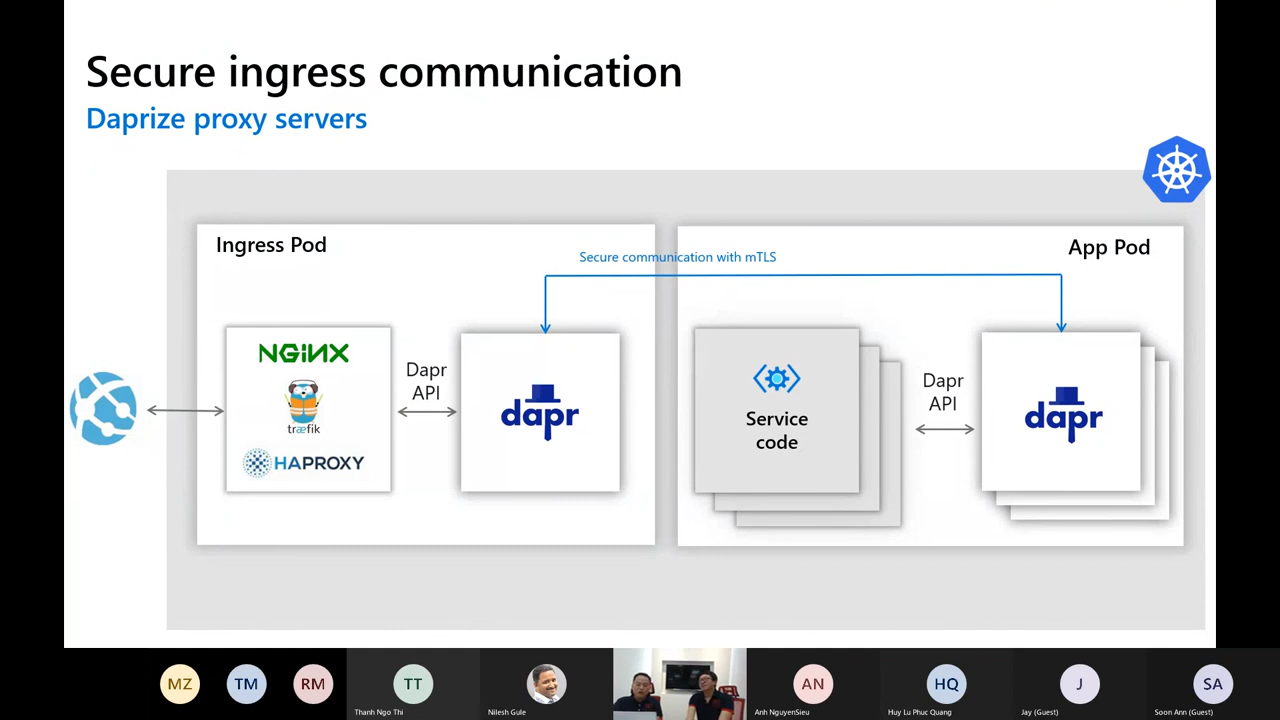 Secure ingress communication
Daprize proxy servers
Ingress Pod
App Pod
Secure communication with mTLS
NGINX
træfik
HAPROXY
Dapr
API
dapr
Service
code
Dapr
API
dapr
MZ
TM
RM
TT
AN
HQ
J
SA
Thanh Ngo Thi
Nilesh Gule
Anh NguyenSieu
Huy Lu Phuc Quang
Jay (Guest)
Soon Ann (Guest)